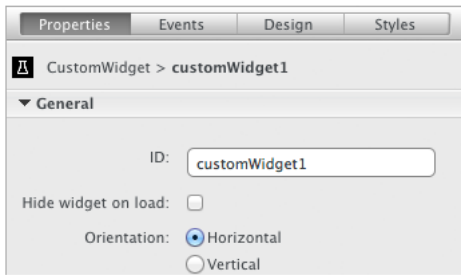 Properties Events Design Styles
CustomWidget > customWidget1
General
ID: customWidget1
Hide widget on load:
Orientation: Horizontal
Vertical